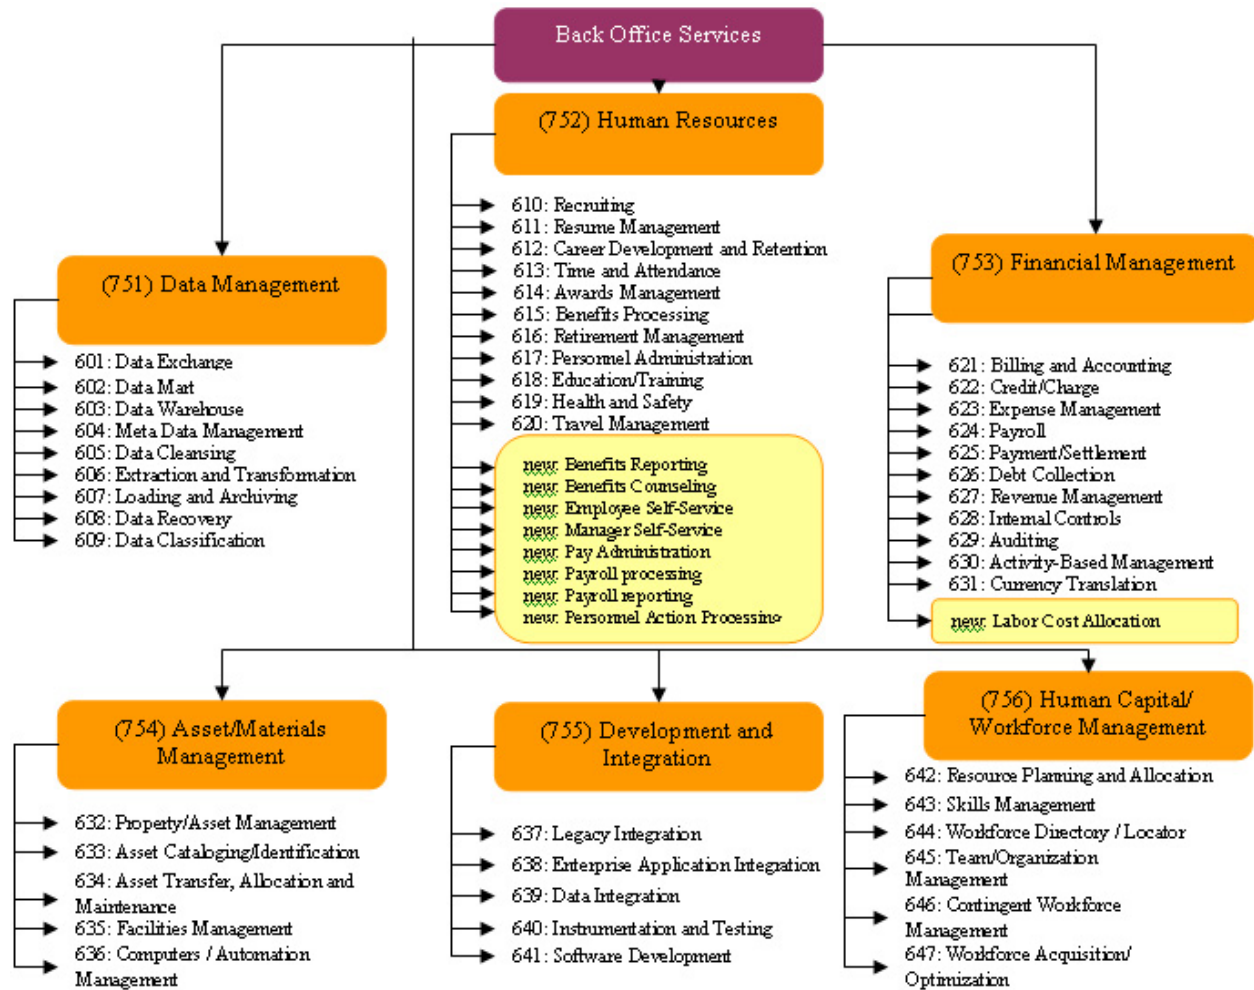 Back Office Services
(752) Human Resources
610: Recruiting
611: Resume Management
612: Career Development and Retention
613: Time and Attendance
614: Awards Management
615: Benefits Processing
616: Retirement Management
617: Personnel Administration
618: Education/Training
619: Health and Safety
620: Travel Management
new: Benefits Reporting
new: Benefits Counseling
new: Employee Self-Service
new: Manager Self-Service
new: Pay Administration
new: Payroll processing
new: Payroll reporting
new: Personnel Action Processing
(751) Data Management
601: Data Exchange
602: Data Mart
603: Data Warehouse
604: Meta Data Management
605: Data Cleansing
606: Extraction and Transformation
607: Loading and Archiving
608: Data Recovery
609: Data Classification
(753) Financial Management
621: Billing and Accounting
622: Credit/Charge
623: Expense Management
624: Payroll
625: Payment/Settlement
626: Debt Collection
627: Revenue Management
628: Internal Controls
629: Auditing
630: Activity-Based Management
631: Currency Translation
new: Labor Cost Allocation
(754) Asset/Materials
Management
632: Property/Asset Management
633: Asset Cataloging/Identification
634: Asset Transfer, Allocation and
Maintenance
635: Facilities Management
636: Computers / Automation
Management
(755) Development and
Integration
637: Legacy Integration
638: Enterprise Application Integration
639: Data Integration
640: Instrumentation and Testing
641: Software Development
(756) Human Capital/
Workforce Management
642: Resource Planning and Allocation
643: Skills Management
644: Workforce Directory / Locator
645: Team/Organization
Management
646: Contingent Workforce
Management
647: Workforce Acquisition/
Optimization